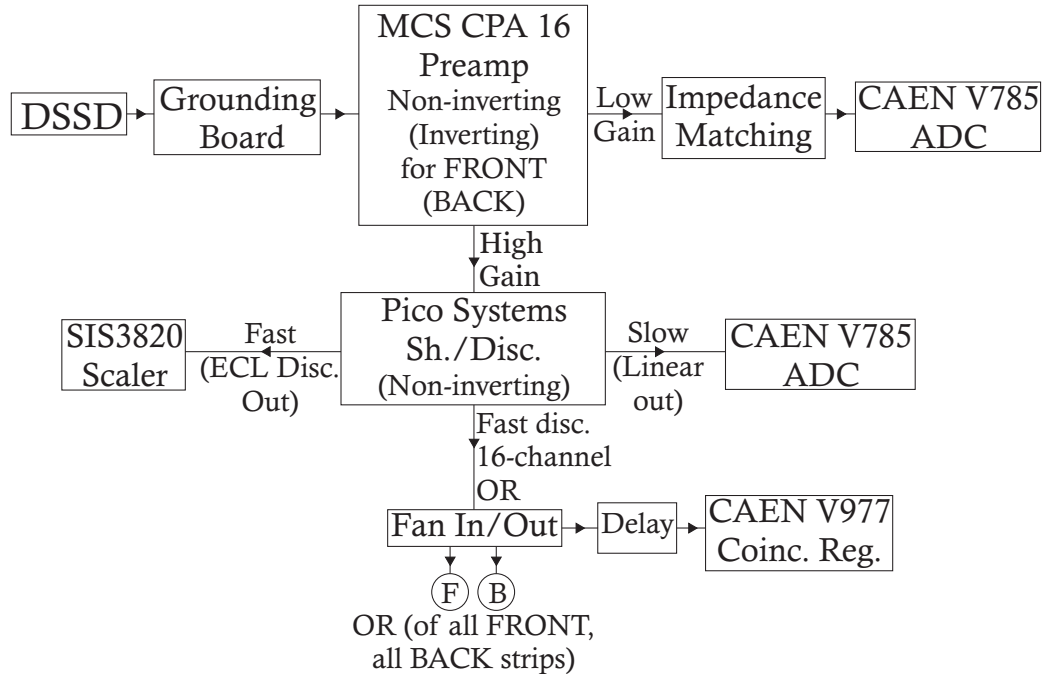 DSSD
Grounding
Board
MCS CPA 16
Preamp
Non-inverting
(Inverting)
for FRONT
(BACK)
Low
Gain
Impedance
Matching
CAEN V785
ADC
High
Gain
SIS3820
Scaler
Fast
(ECL Disc.
Out)
Pico Systems
Sh./Disc.
(Non-inverting)
Slow
(Linear
out)
CAEN V785
ADC
Fast disc.
16-channel
OR
Fan In/Out
Delay
CAEN V977
Coinc. Reg.
F
B
OR (of all FRONT,
all BACK strips)